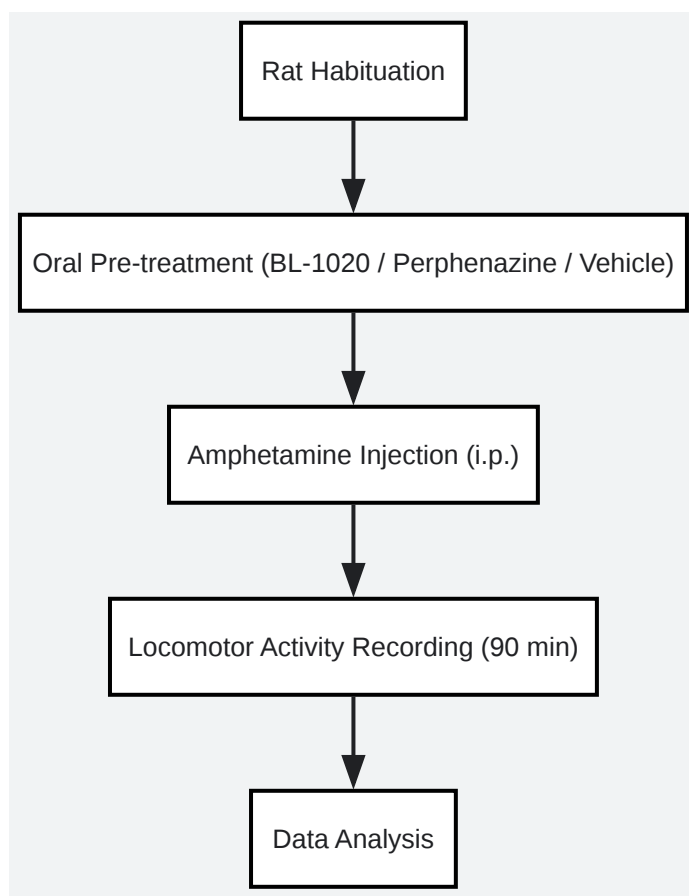 Rat Habituation
Oral Pre-treatment (BL-1020 / Perphenazine / Vehicle)
Amphetamine Injection (i.p.)
Locomotor Activity Recording (90 min)
Data Analysis